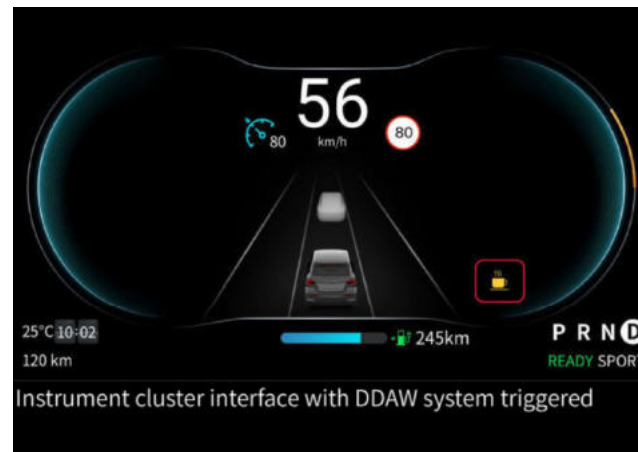 56
80
km/h
80
25°C 10:02
245km
P R N D
120 km
READY SPORT
Instrument cluster interface with DDAW system triggered